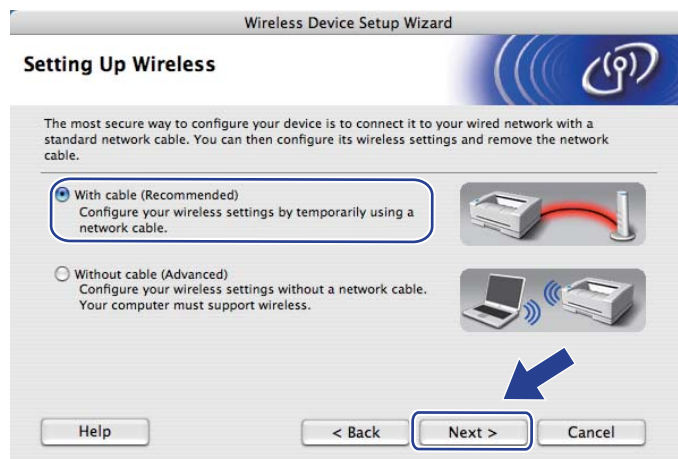 Wireless Device Setup Wizard
Setting Up Wireless
The most secure way to configure your device is to connect it to your wired network with a
standard network cable. You can then configure its wireless settings and remove the network
cable.
With cable (Recommended)
Configure your wireless settings by temporarily using a
network cable.
Without cable (Advanced)
Configure your wireless settings without a network cable.
Your computer must support wireless.
Help
< Back
Next >
Cancel